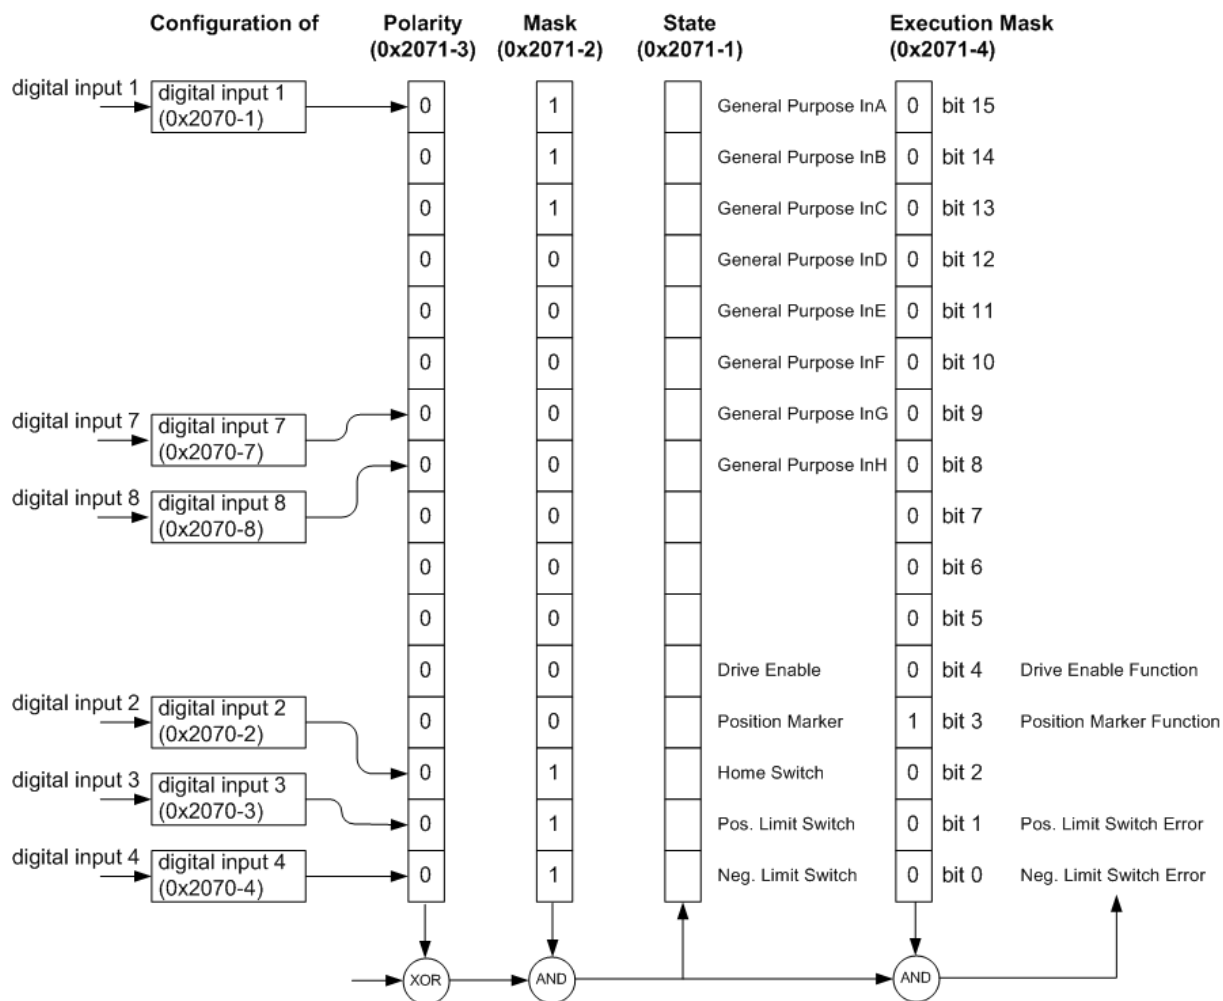 Configuration of Polarity Mask State Execution Mask
(0x2071-3) (0x2071-2) (0x2071-1) (0x2071-4)
digital input 1 digital input 1 0 1 General Purpose InA 0 bit 15
(0x2070-1)
0 1 General Purpose InB 0 bit 14
0 1 General Purpose InC 0 bit 13
0 0 General Purpose InD 0 bit 12
0 0 General Purpose InE 0 bit 11
0 0 General Purpose InF 0 bit 10
digital input 7 digital input 7 0 0 General Purpose InG 0 bit 9
(0x2070-7)
0 0 General Purpose InH 0 bit 8
digital input 8 digital input 8 0 0 0 bit 7
(0x2070-8)
0 0 0 bit 6
0 0 0 bit 5
0 0 Drive Enable 0 bit 4 Drive Enable Function
digital input 2 digital input 2 0 0 Position Marker 1 bit 3 Position Marker Function
(0x2070-2)
0 1 Home Switch 0 bit 2
digital input 3 digital input 3
(0x2070-3) 0 1 Pos. Limit Switch 0 bit 1 Pos. Limit Switch Error
digital input 4 digital input 4 0 1 Neg. Limit Switch 0 bit 0 Neg. Limit Switch Error
(0x2070-4)
XOR AND AND